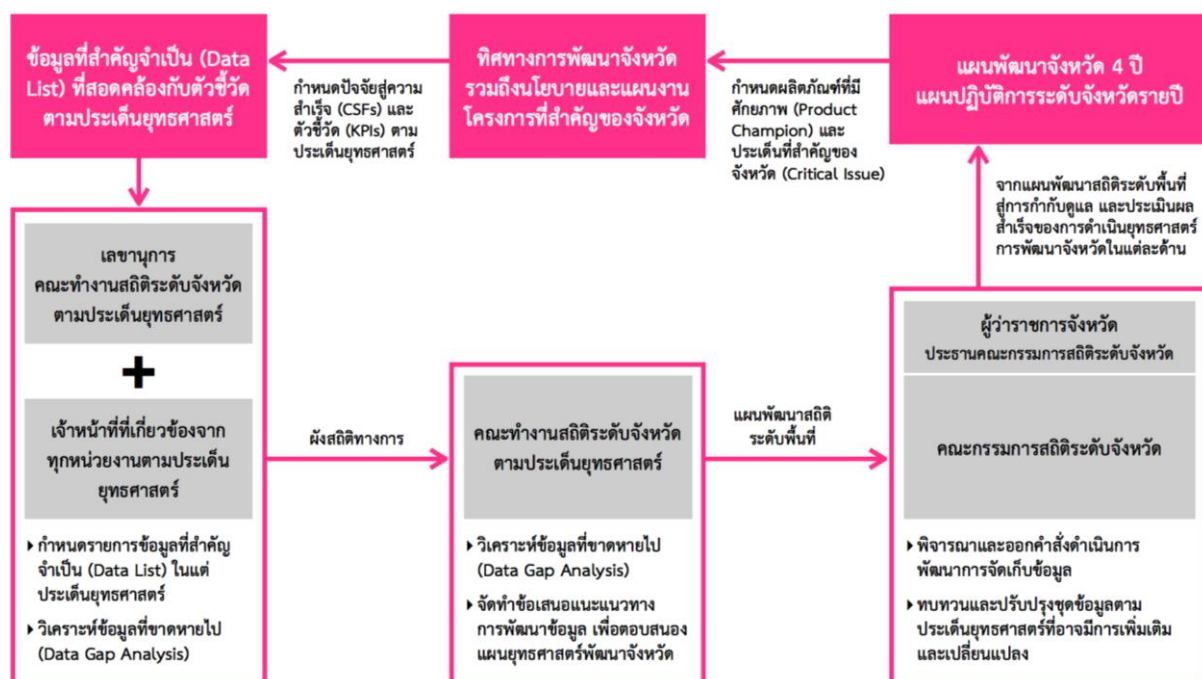 ข้อมูลที่สำคัญจำเป็น (Data
List) ที่สอดคล้องกับตัวชี้วัด
ตามประเด็นยุทธศาสตร์
กำหนดปัจจัยสู่ความ
สำเร็จ (CSFs) และ
ตัวชี้วัด (KPIs) ตาม
ประเด็นยุทธศาสตร์
ทิศทางการพัฒนาจังหวัด
รวมถึงนโยบายและแผนงาน
โครงการที่สำคัญของจังหวัด
กำหนดผลิตภัณฑ์ที่มี
ศักยภาพ (Product
Champion) และ
ประเด็นที่สำคัญของ
จังหวัด (Critical Issue)
แผนพัฒนาจังหวัด 4 ปี
แผนปฏิบัติการระดับจังหวัดรายปี
จากแผนพัฒนาสถิติระดับพื้นที่
สู่การกำกับดูแล และประเมินผล
สำเร็จของการดำเนินยุทธศาสตร์
การพัฒนาจังหวัดในแต่ละด้าน
เลขานุการ
คณะทำงานสถิติระดับจังหวัด
ตามประเด็นยุทธศาสตร์
+
เจ้าหน้าที่ที่เกี่ยวข้องจาก
ทุกหน่วยงานตามประเด็น
ยุทธศาสตร์
กำหนดรายการข้อมูลที่สำคัญ
จำเป็น (Data List) ในแต่
ประเด็นยุทธศาสตร์
วิเคราะห์ข้อมูลที่ขาดหายไป
(Data Gap Analysis)
ผังสถิติทางการ
คณะทำงานสถิติระดับจังหวัด
ตามประเด็นยุทธศาสตร์
วิเคราะห์ข้อมูลที่ขาดหายไป
(Data Gap Analysis)
จัดทำข้อเสนอแนะแนวทาง
การพัฒนาข้อมูล เพื่อตอบสนอง
แผนยุทธศาสตร์พัฒนาจังหวัด
แผนพัฒนาสถิติ
ระดับพื้นที่
ผู้ว่าราชการจังหวัด
ประธานคณะกรรมการสถิติระดับจังหวัด
คณะกรรมการสถิติระดับจังหวัด
พิจารณาและออกคำสั่งดำเนินการ
พัฒนาการจัดเก็บข้อมูล
ทบทวนและปรับปรุงชุดข้อมูลตาม
ประเด็นยุทธศาสตร์ที่อาจมีการเพิ่มเติม
และเปลี่ยนแปลง